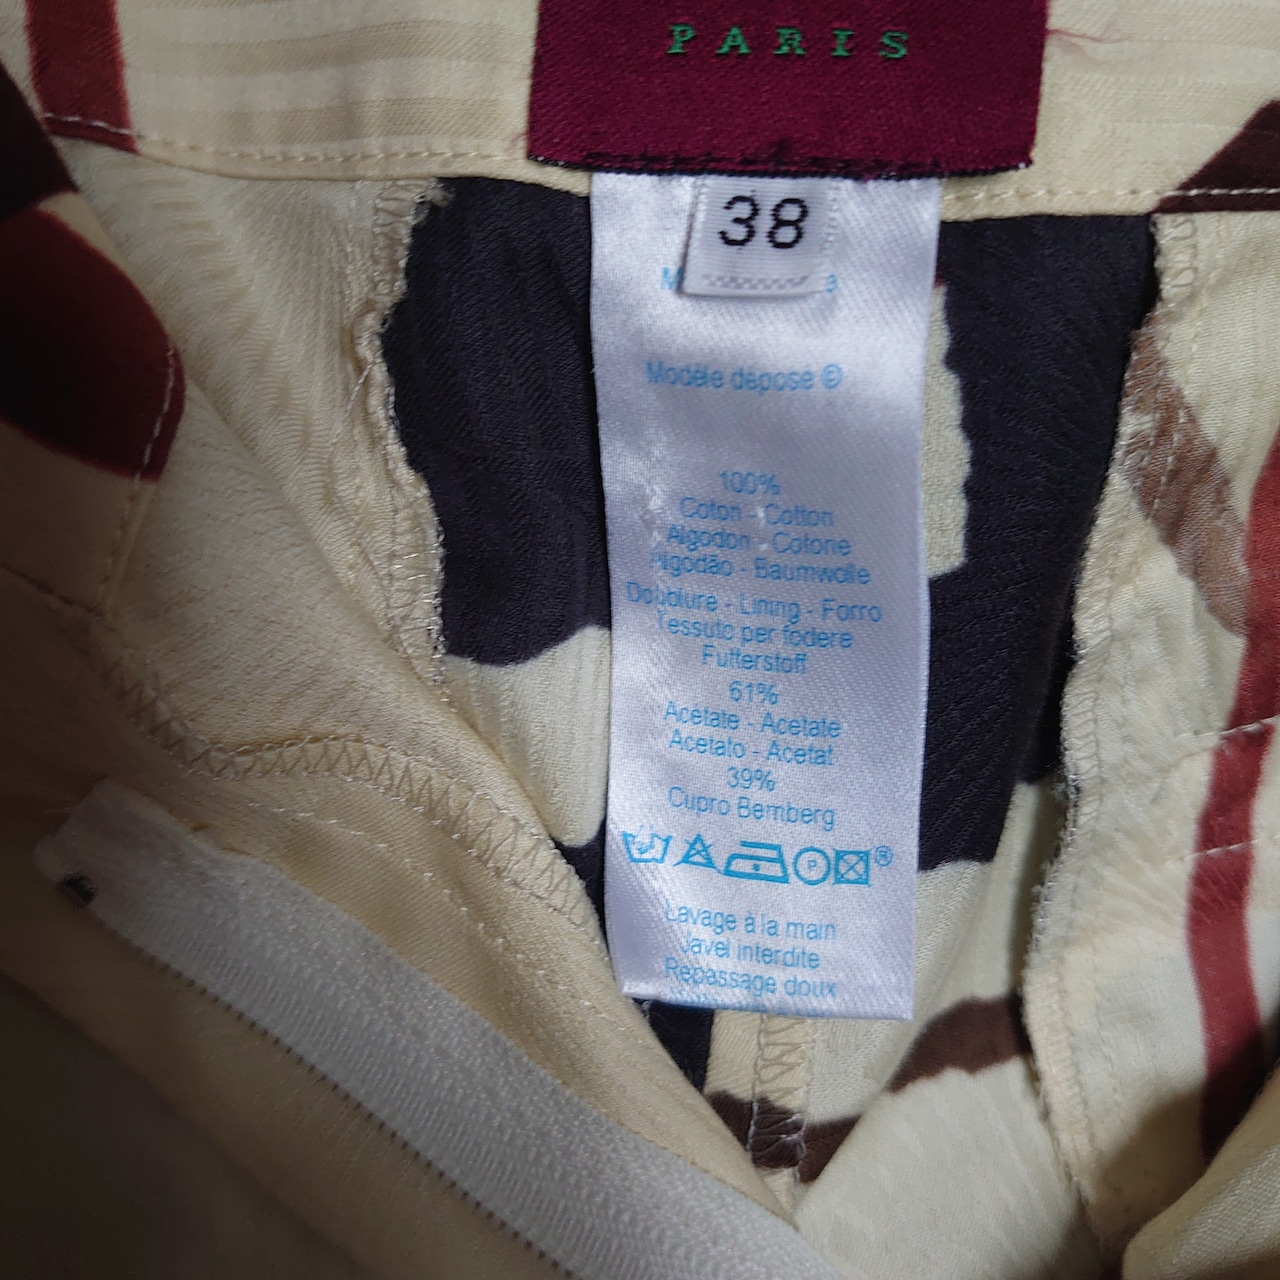 PARIS
38
Modèle déposé ©
100%
Coton - Cotton
Algodon - Cotone
Algodão - Baumwolle
Doublure - Lining - Forro
Tessuto per fodere
Futterstoff
61%
Acetate - Acetate
Acetato - Acetat
39%
Cupro Bemberg
P
®
Lavage à la main
Javel interdite
Repassage doux